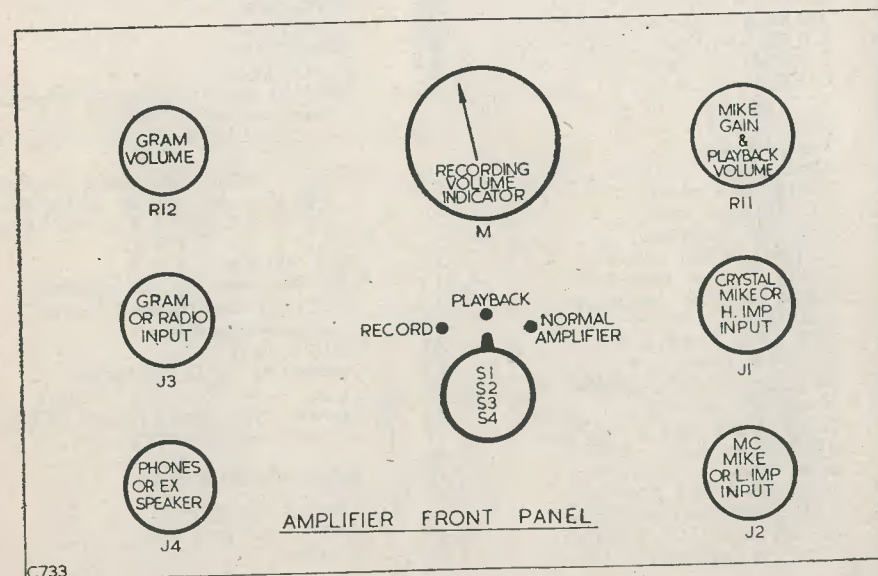 GRAM
VOLUME
R12
RECORDING
VOLUME
INDICATOR
M
MIKE
GAIN
&
PLAYBACK
VOLUME
R11
GRAM
OR RADIO
INPUT
J3
PLAYBACK
RECORD
NORMAL
AMPLIFIER
S1
S2
S3
S4
CRYSTAL
MIKE OR
H. IMP
INPUT
J1
PHONES
OR EX
SPEAKER
J4
AMPLIFIER FRONT PANEL
MC
MIKE
OR L. IMP
INPUT
J2
C733